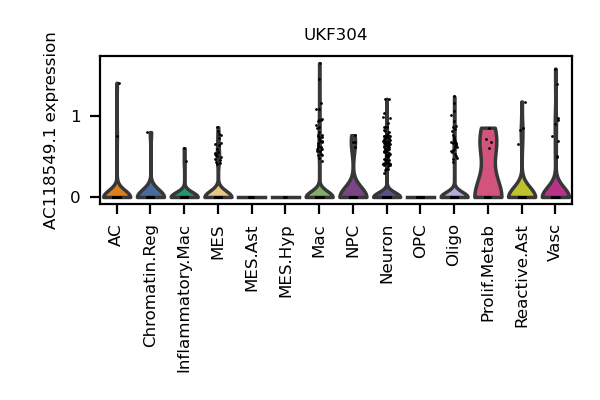 UKF304
AC118549.1 expression
1
0
AC
Chromatin.Reg
Inflammatory.Mac
MES
MES.Ast
MES.Hyp
Mac
NPC
Neuron
OPC
Oligo
Prolif.Metab
Reactive.Ast
Vasc